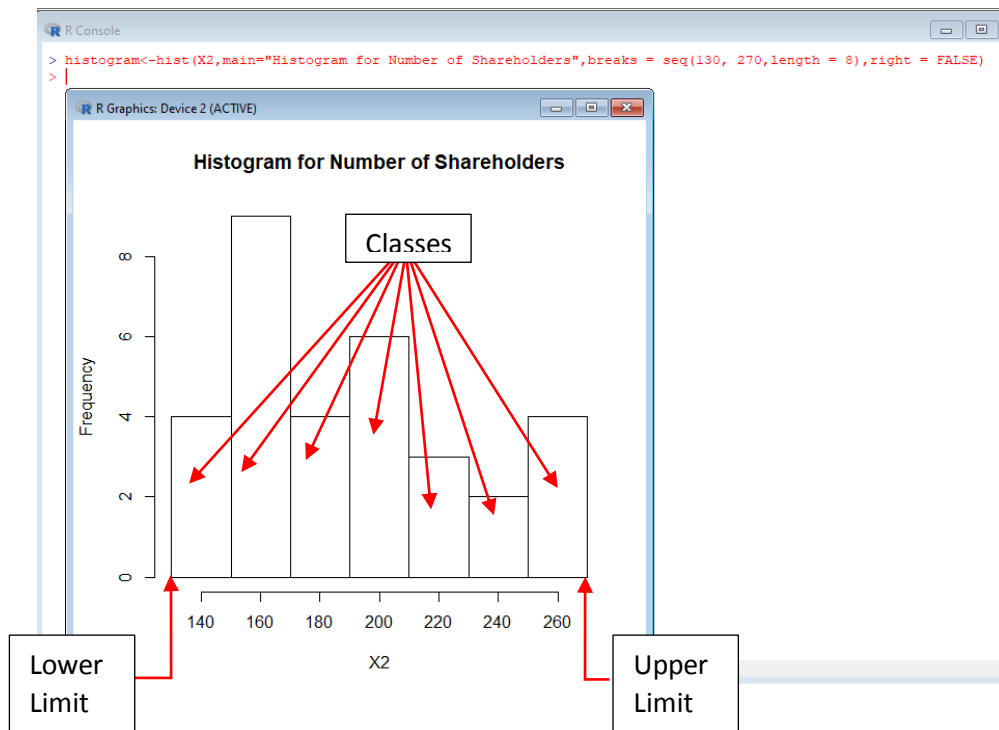 R Console
> histogram<-hist(X2,main="Histogram for Number of Shareholders",breaks = seq(130, 270,length = 8),right = FALSE)
>
R Graphics: Device 2 (ACTIVE)
Histogram for Number of Shareholders
Classes
8
6
4
2
0
Frequency
140 160 180 200 220 240 260
X2
Lower
Limit
Upper
Limit